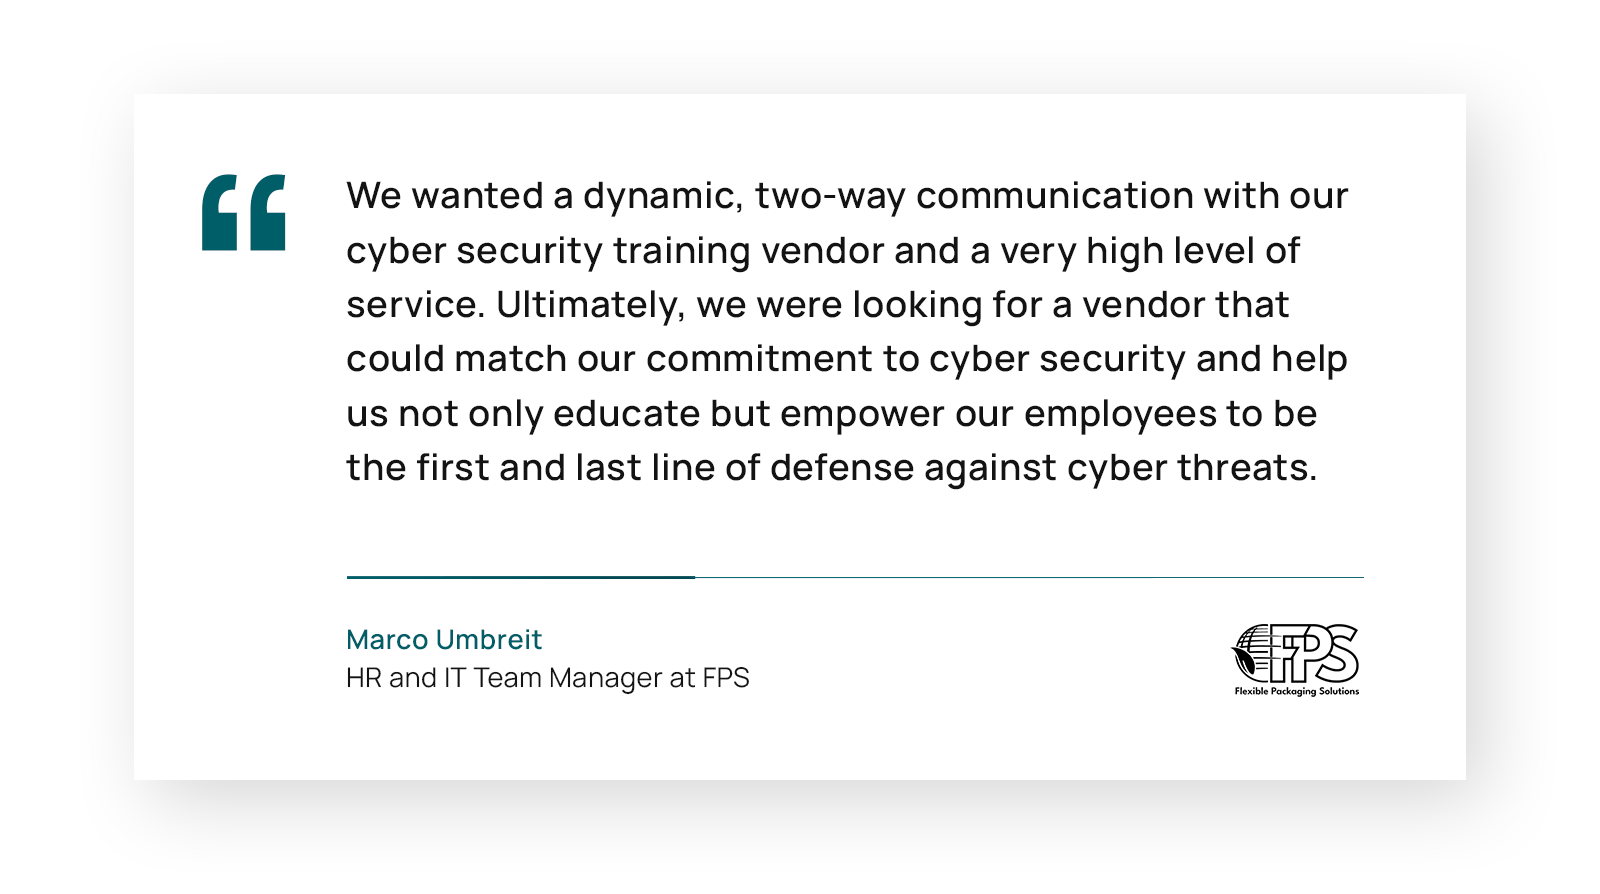 “
We wanted a dynamic, two-way communication with our
cyber security training vendor and a very high level of
service. Ultimately, we were looking for a vendor that
could match our commitment to cyber security and help
us not only educate but empower our employees to be
the first and last line of defense against cyber threats.
Marco Umbreit
HR and IT Team Manager at FPS
FPS
Flexible Packaging Solutions